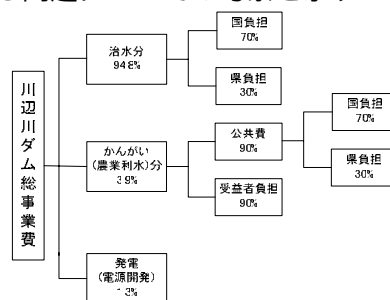 川辺川ダム総事業費
治水分
94.8%
国負担
70%
県負担
30%
かんがい
(農業利水)分
3.9%
公共費
90%
国負担
70%
県負担
30%
受益者負担
90%
発電
(電源開発)
1.3%